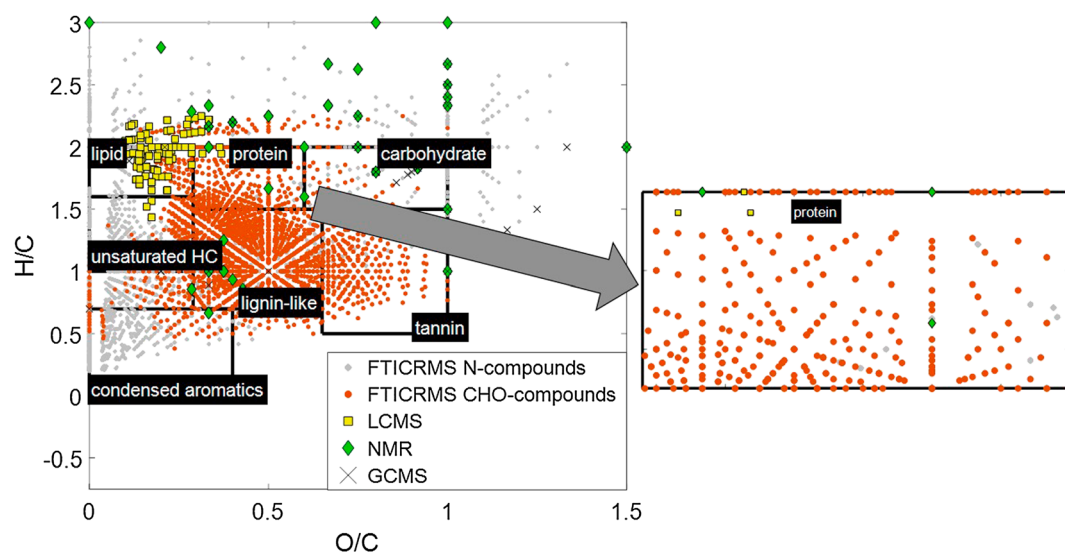 3
2.5
2
1.5
1
0.5
0
-0.5
H/C
lipid
protein
carbohydrate
unsaturated HC
lignin-like
tannin
condensed aromatics
FTICRMS N-compounds
FTICRMS CHO-compounds
LCMS
NMR
GCMS
0
0.5
1
1.5
O/C
protein